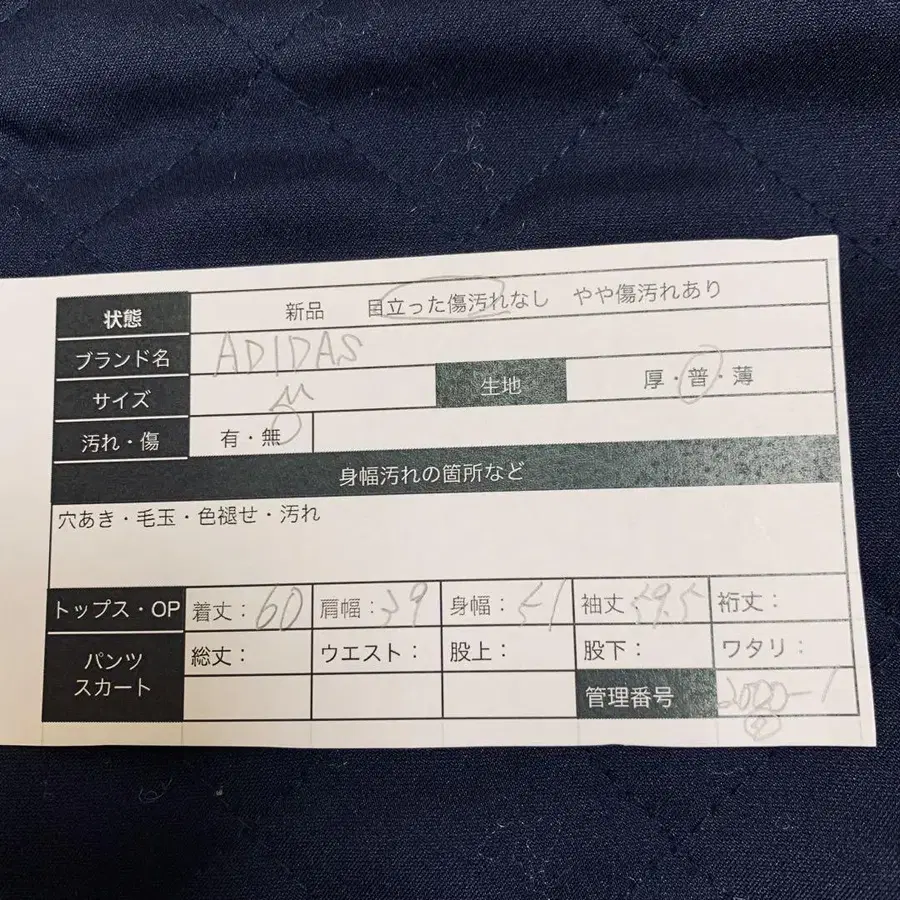 状態 新品 目立った傷汚れなし やや傷汚れあり
ブランド名 ADIDAS
サイズ M 生地 厚・普・薄
汚れ・傷 有・無
身幅汚れの箇所など
穴あき・毛玉・色褪せ・汚れ
トップス・OP 着丈：60 肩幅：39 身幅：51 袖丈：59.5 裄丈：
パンツ スカート 総丈： ウエスト： 股上： 股下： ワタリ：
管理番号